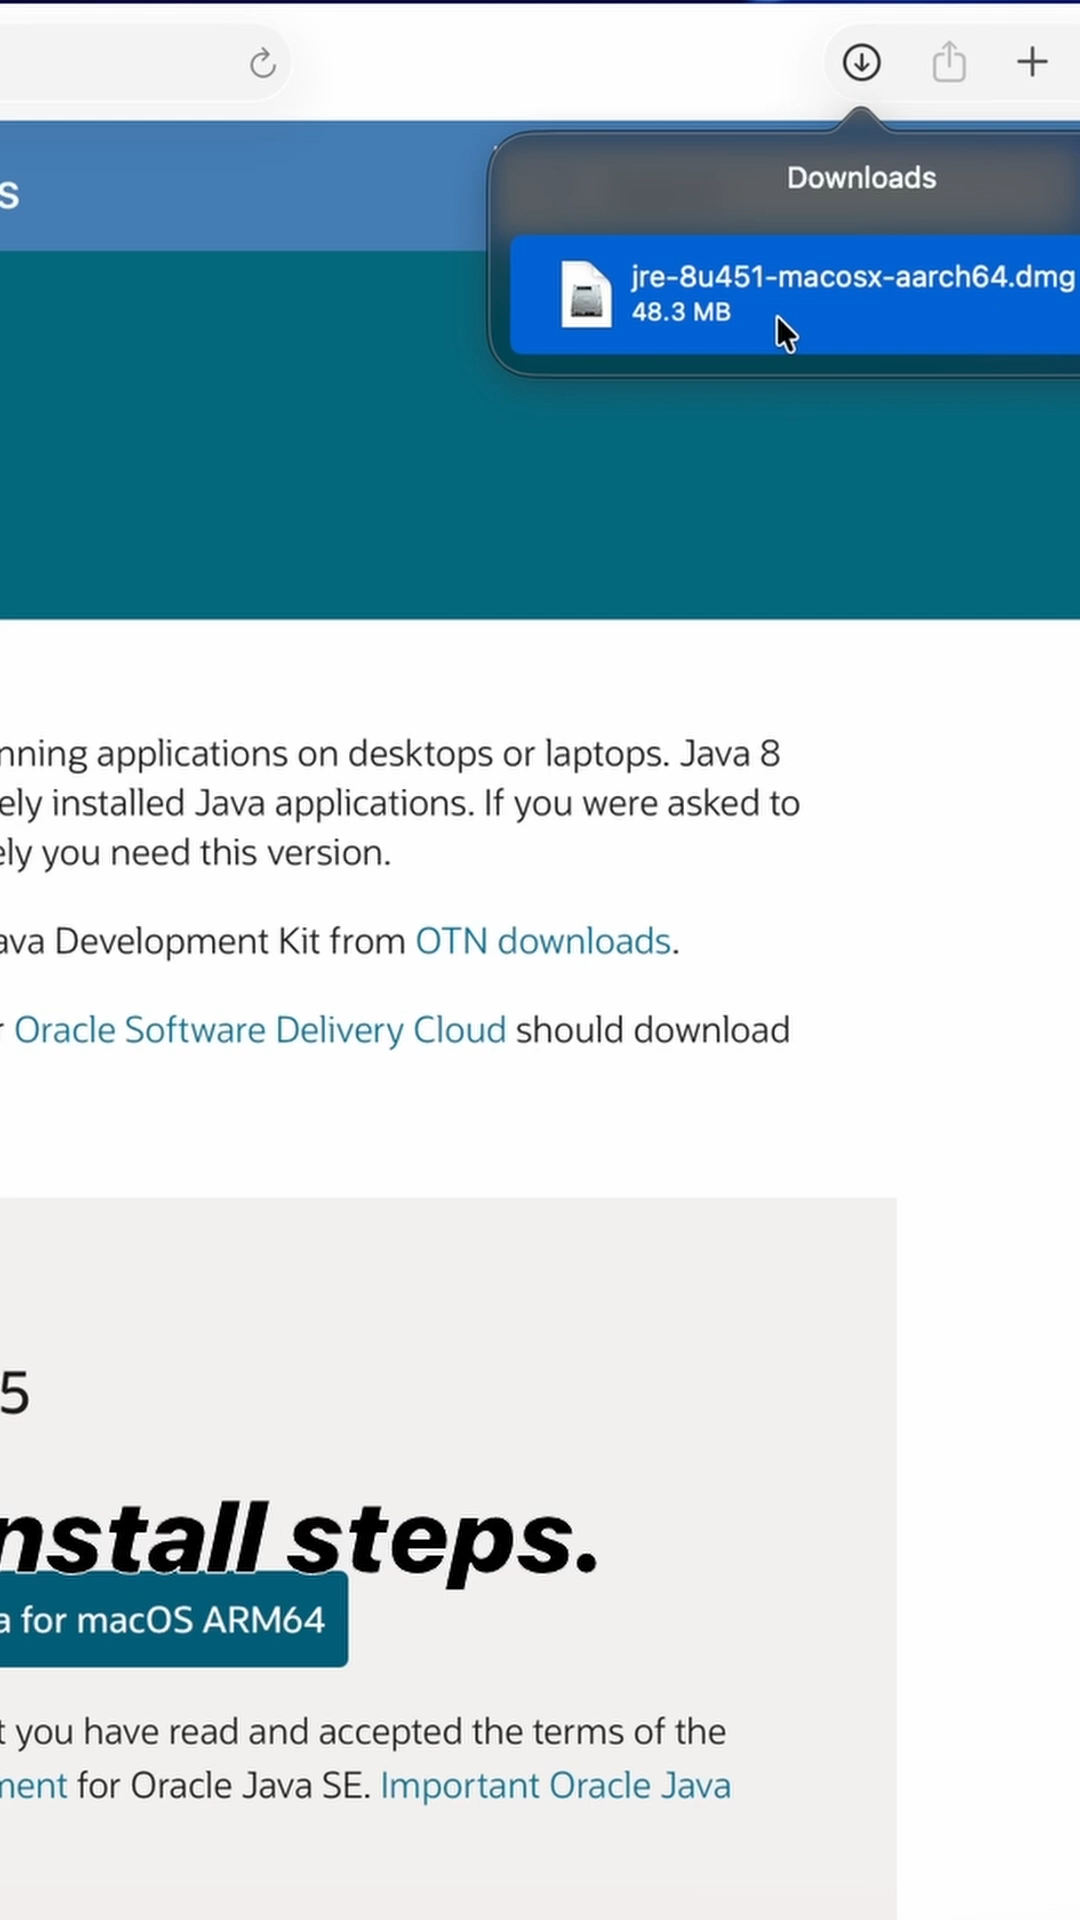 s
Downloads
jre-8u451-macosx-aarch64.dmg
48.3 MB
nning applications on desktops or laptops. Java 8
ely installed Java applications. If you were asked to
ely you need this version.
ava Development Kit from OTN downloads.
r Oracle Software Delivery Cloud should download
5
nstall steps.
a for macOS ARM64
t you have read and accepted the terms of the
ment for Oracle Java SE. Important Oracle Java